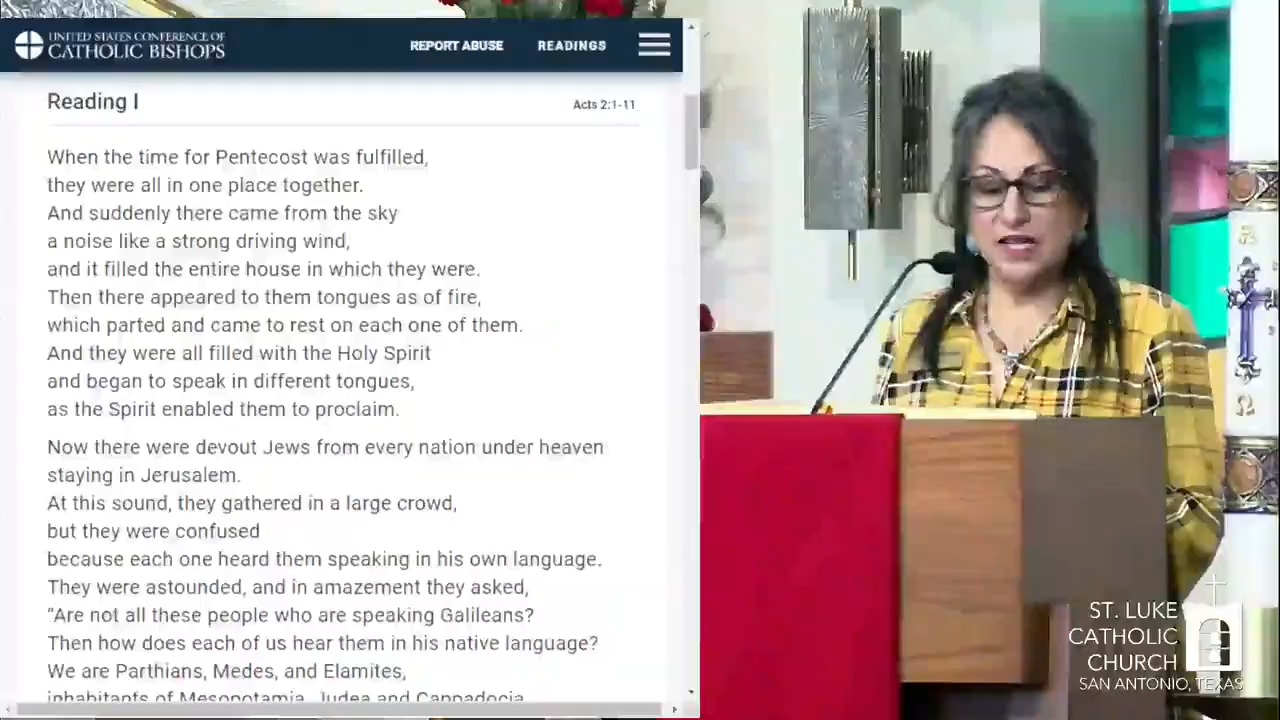 UNITED STATES CONFERENCE OF
CATHOLIC BISHOPS
REPORT ABUSE
READINGS
Reading I
Acts 2:1-11
When the time for Pentecost was fulfilled,
they were all in one place together.
And suddenly there came from the sky
a noise like a strong driving wind,
and it filled the entire house in which they were.
Then there appeared to them tongues as of fire,
which parted and came to rest on each one of them.
And they were all filled with the Holy Spirit
and began to speak in different tongues,
as the Spirit enabled them to proclaim.
Now there were devout Jews from every nation under heaven
staying in Jerusalem.
At this sound, they gathered in a large crowd,
but they were confused
because each one heard them speaking in his own language.
They were astounded, and in amazement they asked,
“Are not all these people who are speaking Galileans?
Then how does each of us hear them in his native language?
We are Parthians, Medes, and Elamites,
inhabitants of Mesopotamia, Judea and Cappadocia,
Ω
ST. LUKE
CATHOLIC
CHURCH
SAN ANTONIO, TEXAS